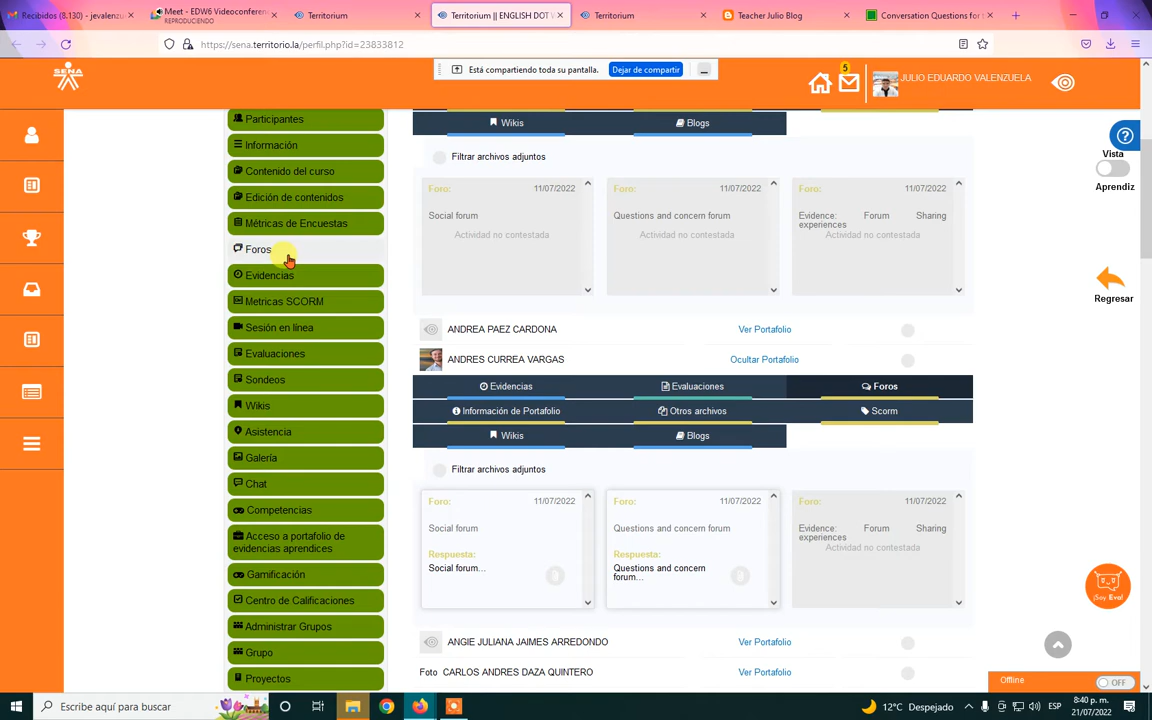 Recibidos (8.130) - jevalenzu
Meet - EDW6 Videoconferen
REPRODUCIENDO
Territorium
Territorium || ENGLISH DOT W
Territorium
Teacher Julio Blog
Conversation Questions for
https://sena.territorio.la/perfil.php?id=23833812
Está compartiendo toda su pantalla.
Dejar de compartir
SENA
5
JULIO EDUARDO VALENZUELA
Vista
Aprendiz
Regresar
Participantes
Información
Contenido del curso
Edición de contenidos
Métricas de Encuestas
Foros
Evidencias
Metricas SCORM
Sesión en línea
Evaluaciones
Sondeos
Wikis
Asistencia
Galería
Chat
Competencias
Acceso a portafolio de
evidencias aprendices
Gamificación
Centro de Calificaciones
Administrar Grupos
Grupo
Proyectos
Wikis
Blogs
Filtrar archivos adjuntos
Foro: 11/07/2022
Social forum
Actividad no contestada
Foro: 11/07/2022
Questions and concern forum
Actividad no contestada
Foro: 11/07/2022
Evidence: Forum Sharing
experiences
Actividad no contestada
ANDREA PAEZ CARDONA Ver Portafolio
ANDRES CURREA VARGAS Ocultar Portafolio
Evidencias Evaluaciones Foros
Información de Portafolio Otros archivos Scorm
Wikis Blogs
Filtrar archivos adjuntos
Foro: 11/07/2022
Social forum
Respuesta:
Social forum...
Foro: 11/07/2022
Questions and concern forum
Respuesta:
Questions and concern
forum...
Foro: 11/07/2022
Evidence: Forum Sharing
experiences
Actividad no contestada
ANGIE JULIANA JAIMES ARREDONDO Ver Portafolio
Foto CARLOS ANDRES DAZA QUINTERO Ver Portafolio
¡Soy Eva!
Offline OFF
Escribe aquí para buscar
12°C Despejado
ESP
8:40 p. m.
21/07/2022